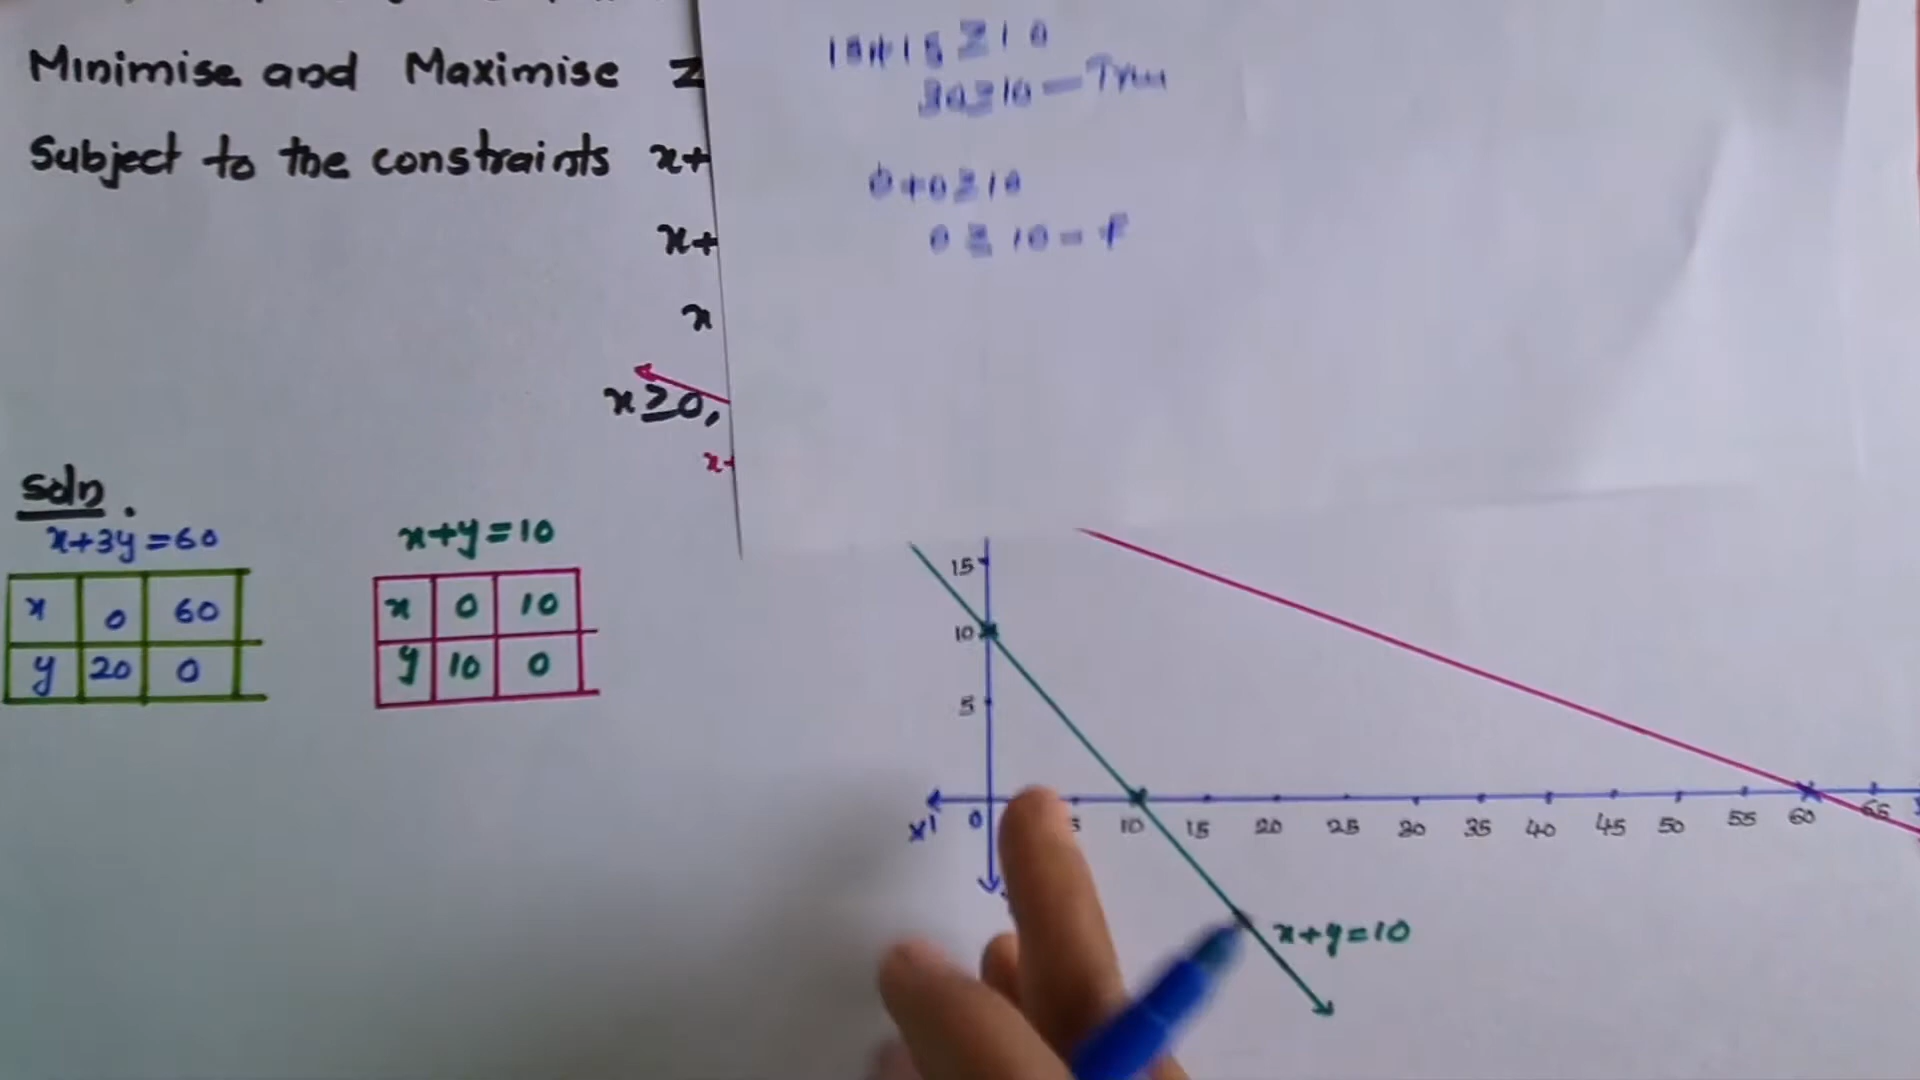 Minimise and Maximise Z
Subject to the constraints x+
x+
x
x ≥ 0,
x+
15+15 ≥ 10
30 ≥ 10 — True
0+0 ≥ 10
0 ≥ 10 = F
Soln.
x+3y=60
x 0 60
y 20 0
x+y=10
x 0 10
y 10 0
15
10
5
x' 0 5 10 15 20 25 30 35 40 45 50 55 60 65
x+y=10